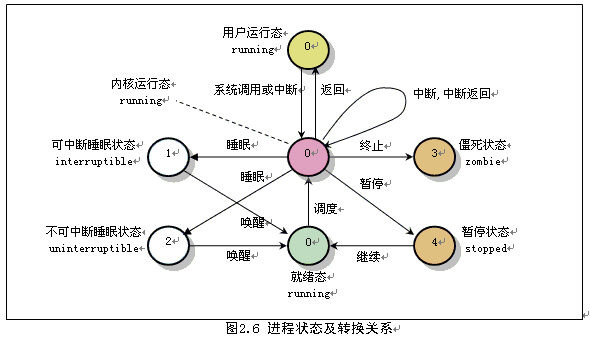 用户运行态
running
0
内核运行态
running
系统调用或中断
返回
中断, 中断返回
可中断睡眠状态
interruptible
1
睡眠
0
终止
3
僵死状态
zombie
睡眠
暂停
唤醒
调度
不可中断睡眠状态
uninterruptible
2
唤醒
0
继续
4
暂停状态
stopped
就绪态
running
图2.6 进程状态及转换关系